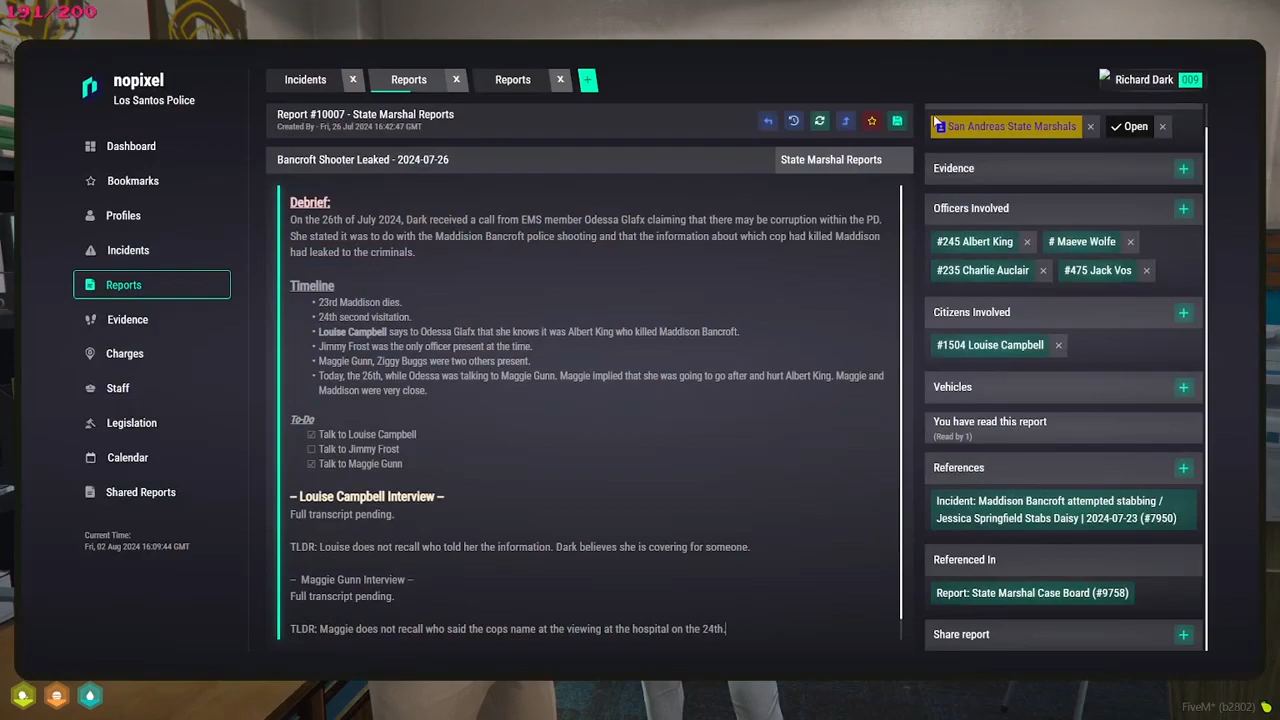 191/200
nopixel
Los Santos Police
Dashboard
Bookmarks
Profiles
Incidents
Reports
Evidence
Charges
Staff
Legislation
Calendar
Shared Reports
Current Time:
Fri, 02 Aug 2024 16:09:44 GMT
Incidents x Reports x Reports x +
Richard Dark 009
Report #10007 - State Marshal Reports
Created By - Fri, 26 Jul 2024 16:42:47 GMT
Bancroft Shooter Leaked - 2024-07-26
State Marshal Reports
Debrief:
On the 26th of July 2024, Dark received a call from EMS member Odessa Glafx claiming that there may be corruption within the PD.
She stated it was to do with the Maddision Bancroft police shooting and that the information about which cop had killed Maddison
had leaked to the criminals.
Timeline
• 23rd Maddison dies.
• 24th second visitation.
• Louise Campbell says to Odessa Glafx that she knows it was Albert King who killed Maddison Bancroft.
• Jimmy Frost was the only officer present at the time.
• Maggie Gunn, Ziggy Buggs were two others present.
• Today, the 26th, while Odessa was talking to Maggie Gunn. Maggie implied that she was going to go after and hurt Albert King. Maggie and
Maddison were very close.
To-Do
☑ Talk to Louise Campbell
☐ Talk to Jimmy Frost
☑ Talk to Maggie Gunn
– Louise Campbell Interview –
Full transcript pending.
TLDR: Louise does not recall who told her the information. Dark believes she is covering for someone.
– Maggie Gunn Interview –
Full transcript pending.
TLDR: Maggie does not recall who said the cops name at the viewing at the hospital on the 24th.
San Andreas State Marshals x ✓ Open x
Evidence +
Officers Involved +
#245 Albert King x # Maeve Wolfe x
#235 Charlie Auclair x #475 Jack Vos x
Citizens Involved +
#1504 Louise Campbell x
Vehicles +
You have read this report
(Read by 1)
References +
Incident: Maddison Bancroft attempted stabbing /
Jessica Springfield Stabs Daisy | 2024-07-23 (#7950)
Referenced In
Report: State Marshal Case Board (#9758)
Share report +
FiveM* (b2802)